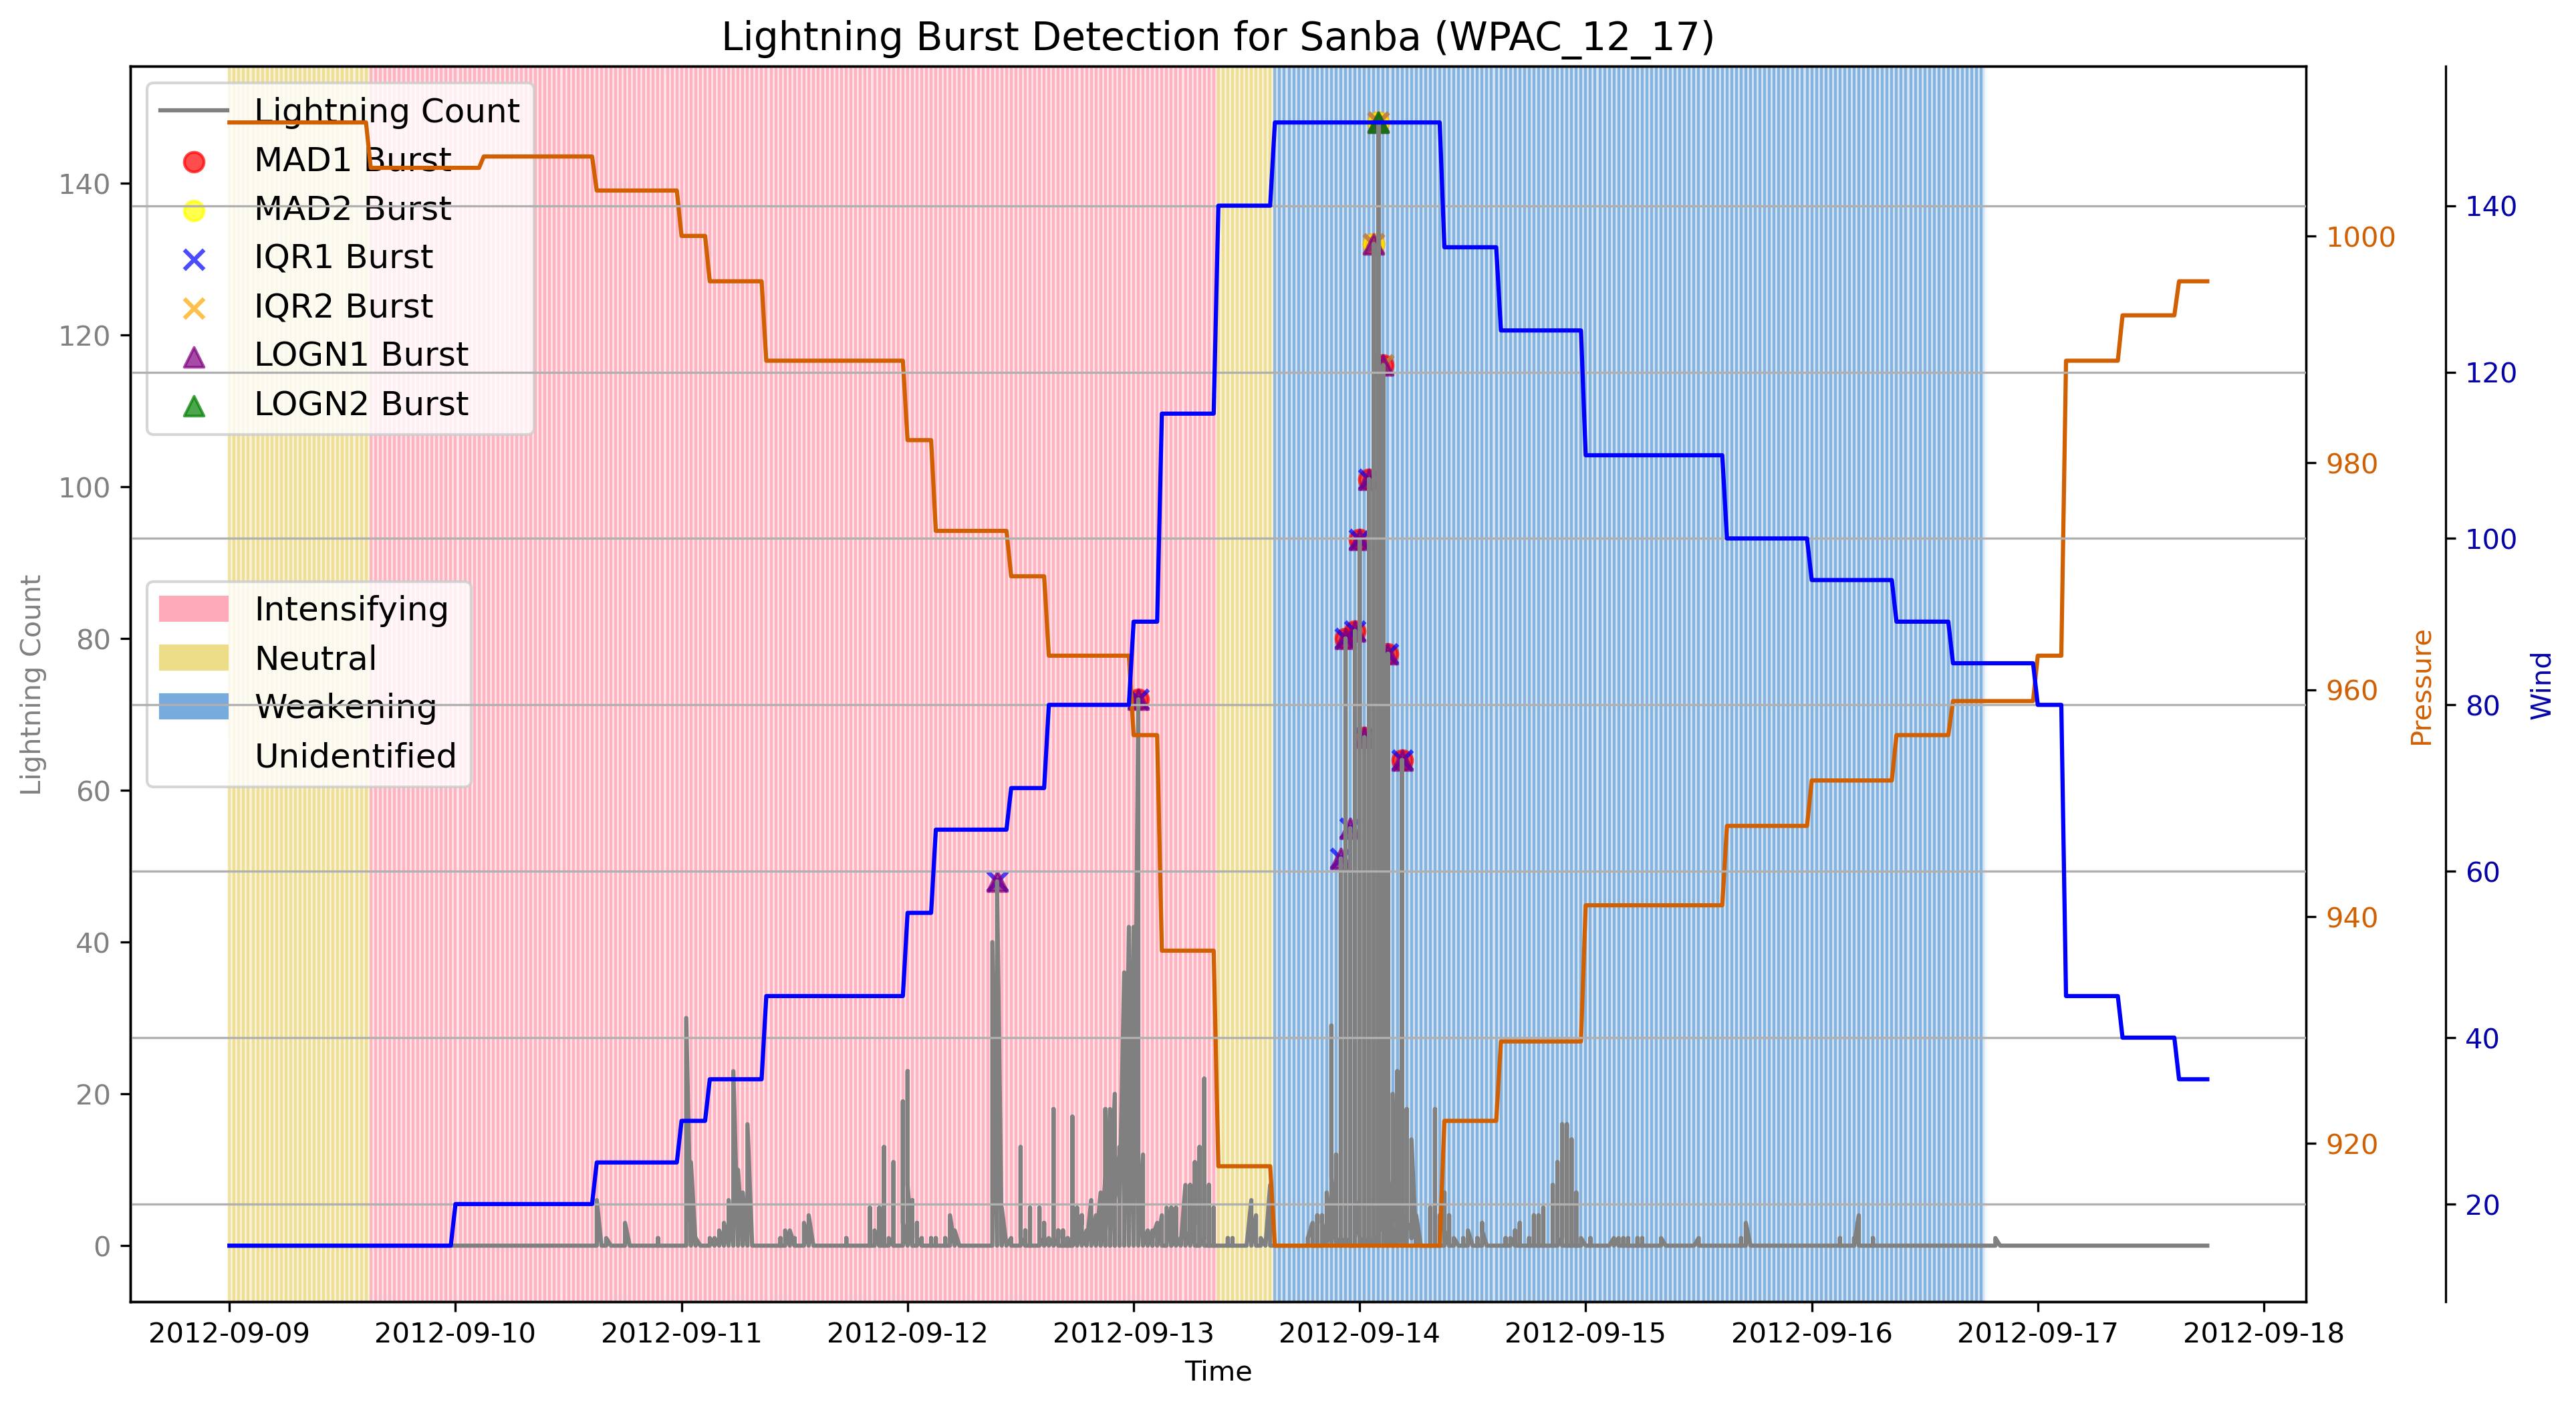 Lightning Burst Detection for Sanba (WPAC_12_17)
Lightning Count
MAD1 Burst
MAD2 Burst
IQR1 Burst
IQR2 Burst
LOGN1 Burst
LOGN2 Burst
Intensifying
Neutral
Weakening
Unidentified
Lightning Count
140
120
100
80
60
40
20
0
1000
980
960
940
920
Pressure
140
120
100
80
60
40
20
Wind
2012-09-09 2012-09-10 2012-09-11 2012-09-12 2012-09-13 2012-09-14 2012-09-15 2012-09-16 2012-09-17 2012-09-18
Time